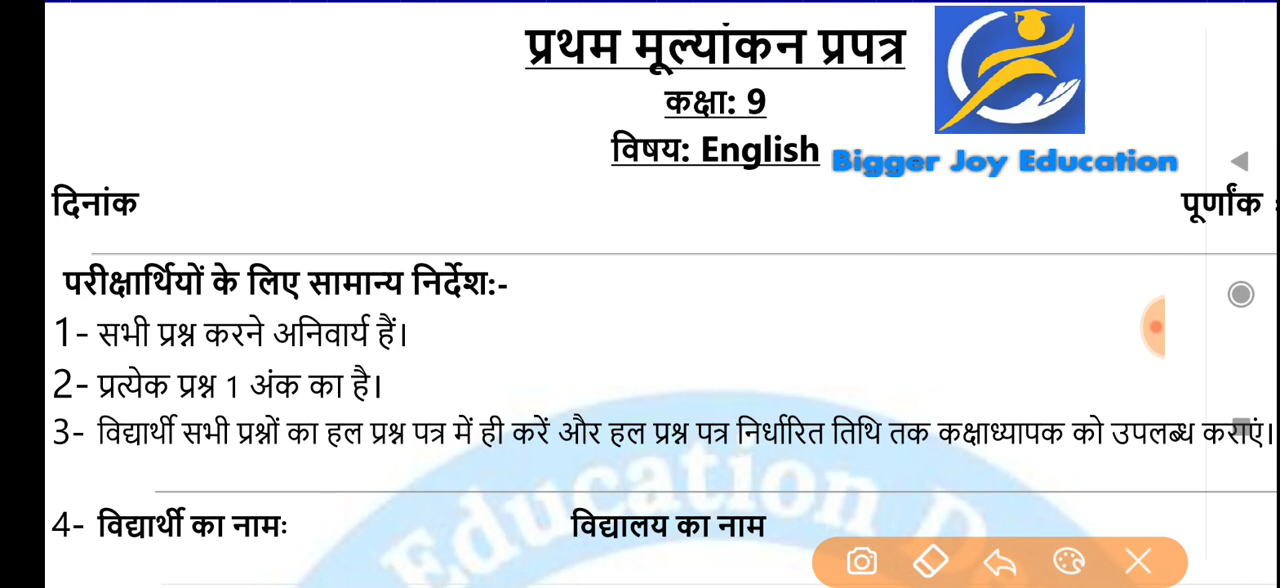 प्रथम मूल्यांकन प्रपत्र
कक्षा: 9
विषय: English
Bigger Joy Education
दिनांक पूर्णांक :
परीक्षार्थियों के लिए सामान्य निर्देश:-
1- सभी प्रश्न करने अनिवार्य हैं।
2- प्रत्येक प्रश्न 1 अंक का है।
3- विद्यार्थी सभी प्रश्नों का हल प्रश्न पत्र में ही करें और हल प्रश्न पत्र निर्धारित तिथि तक कक्षाध्यापक को उपलब्ध कराएं।
4- विद्यार्थी का नामः विद्यालय का नाम
Education D